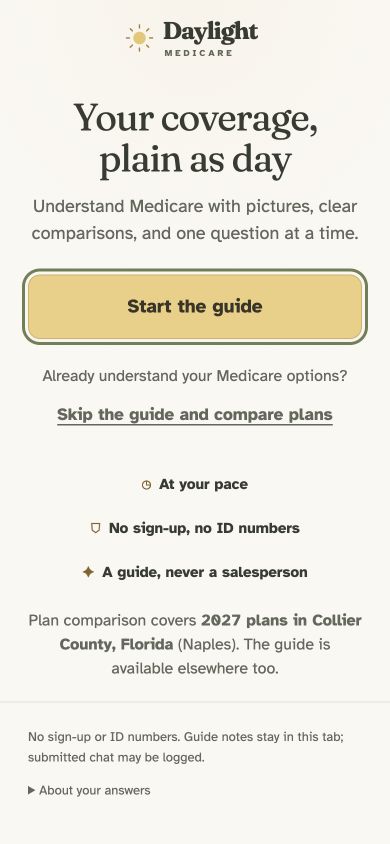 Daylight
MEDICARE
Your coverage,
plain as day
Understand Medicare with pictures, clear
comparisons, and one question at a time.
Start the guide
Already understand your Medicare options?
Skip the guide and compare plans
At your pace
No sign-up, no ID numbers
A guide, never a salesperson
Plan comparison covers 2027 plans in Collier
County, Florida (Naples). The guide is
available elsewhere too.
No sign-up or ID numbers. Guide notes stay in this tab;
submitted chat may be logged.
About your answers